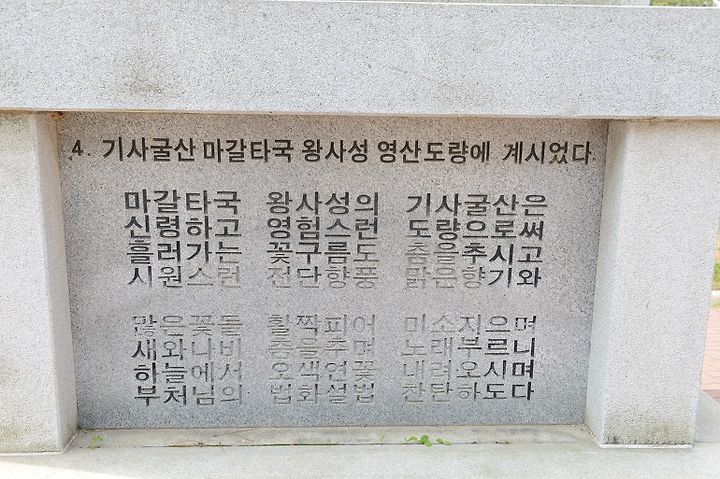 4. 기사굴산 마갈타국 왕사성 영산도량에 계시었다
마갈타국 왕사성의 기사굴산은
신령하고 영험스런 도량으로써
흘러가는 꽃구름도 춤을추시고
시원스런 전단향풍 맑은향기와
많은꽃들 활짝피어 미소지으며
새와나비 춤을추며 노래부르니
하늘에서 오색연꽃 내려오시며
부처님의 법화설법 찬탄하도다